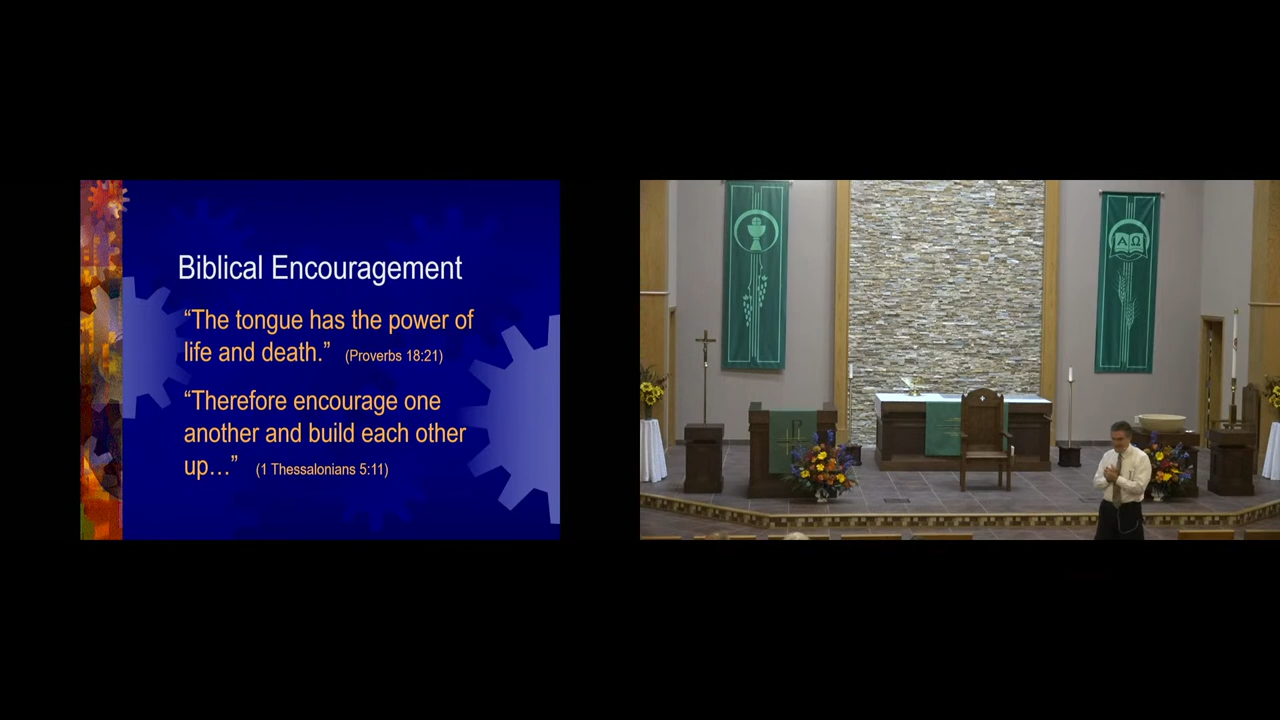 Biblical Encouragement
“The tongue has the power of
life and death.” (Proverbs 18:21)
“Therefore encourage one
another and build each other
up…” (1 Thessalonians 5:11)
Α Ω